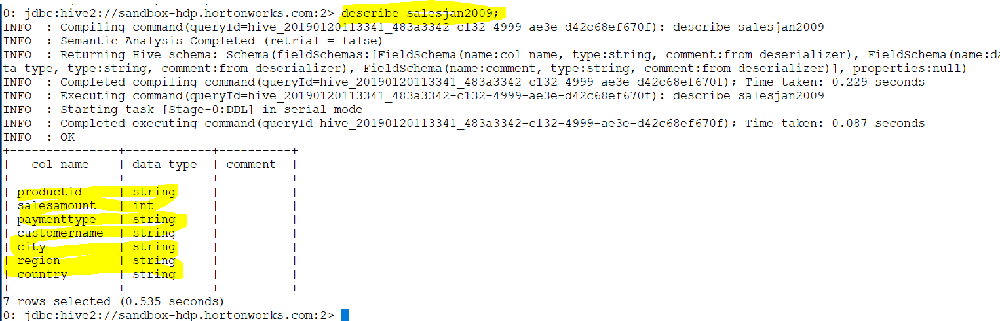 0: jdbc:hive2://sandbox-hdp.hortonworks.com:2> describe salesjan2009;
INFO  : Compiling command(queryId=hive_20190120113341_483a3342-c132-4999-ae3e-d42c68ef670f): describe salesjan2009
INFO  : Semantic Analysis Completed (retrial = false)
INFO  : Returning Hive schema: Schema(fieldSchemas:[FieldSchema(name:col_name, type:string, comment:from deserializer), FieldSchema(name:da
ta_type, type:string, comment:from deserializer), FieldSchema(name:comment, type:string, comment:from deserializer)], properties:null)
INFO  : Completed compiling command(queryId=hive_20190120113341_483a3342-c132-4999-ae3e-d42c68ef670f); Time taken: 0.229 seconds
INFO  : Executing command(queryId=hive_20190120113341_483a3342-c132-4999-ae3e-d42c68ef670f): describe salesjan2009
INFO  : Starting task [Stage-0:DDL] in serial mode
INFO  : Completed executing command(queryId=hive_20190120113341_483a3342-c132-4999-ae3e-d42c68ef670f); Time taken: 0.087 seconds
INFO  : OK
+---------------+------------+----------+
|   col_name    | data_type  | comment  |
+---------------+------------+----------+
| productid     | string     |          |
| salesamount   | int        |          |
| paymenttype   | string     |          |
| customername  | string     |          |
| city          | string     |          |
| region        | string     |          |
| country       | string     |          |
+---------------+------------+----------+
7 rows selected (0.535 seconds)
0: jdbc:hive2://sandbox-hdp.hortonworks.com:2>